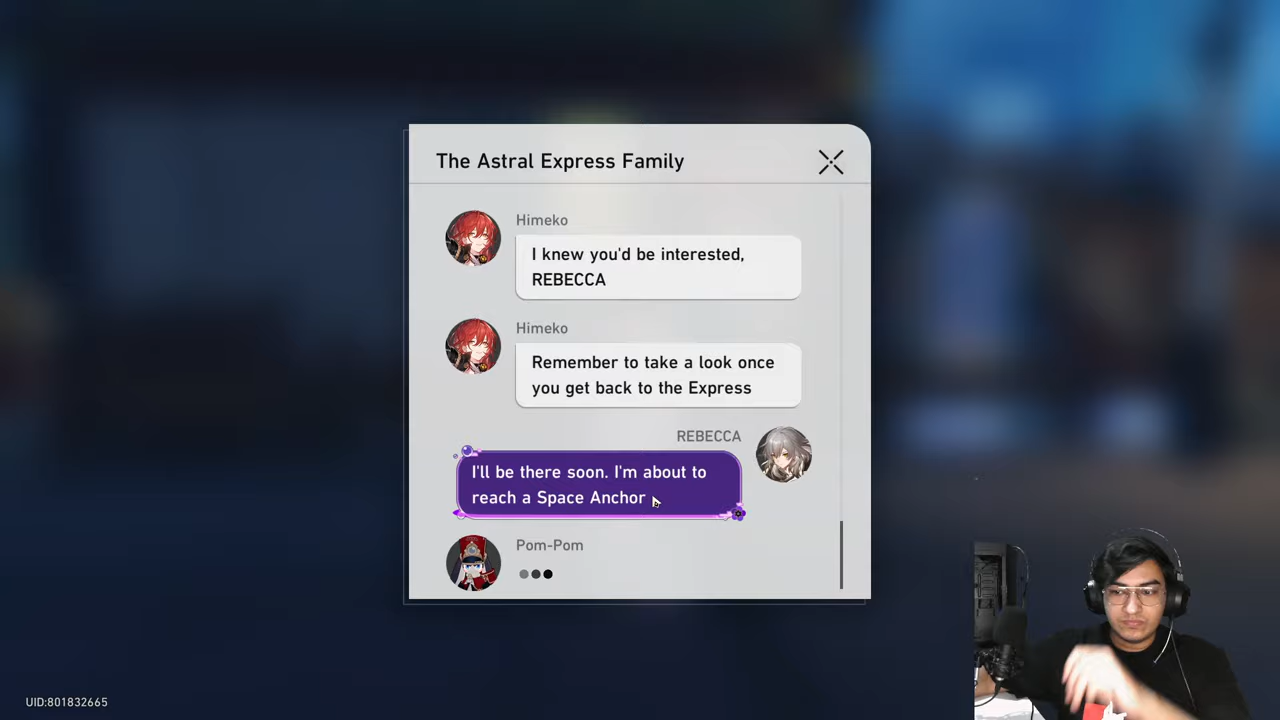 The Astral Express Family
Himeko
I knew you'd be interested,
REBECCA
Himeko
Remember to take a look once
you get back to the Express
REBECCA
I'll be there soon. I'm about to
reach a Space Anchor
Pom-Pom
UID:801832665